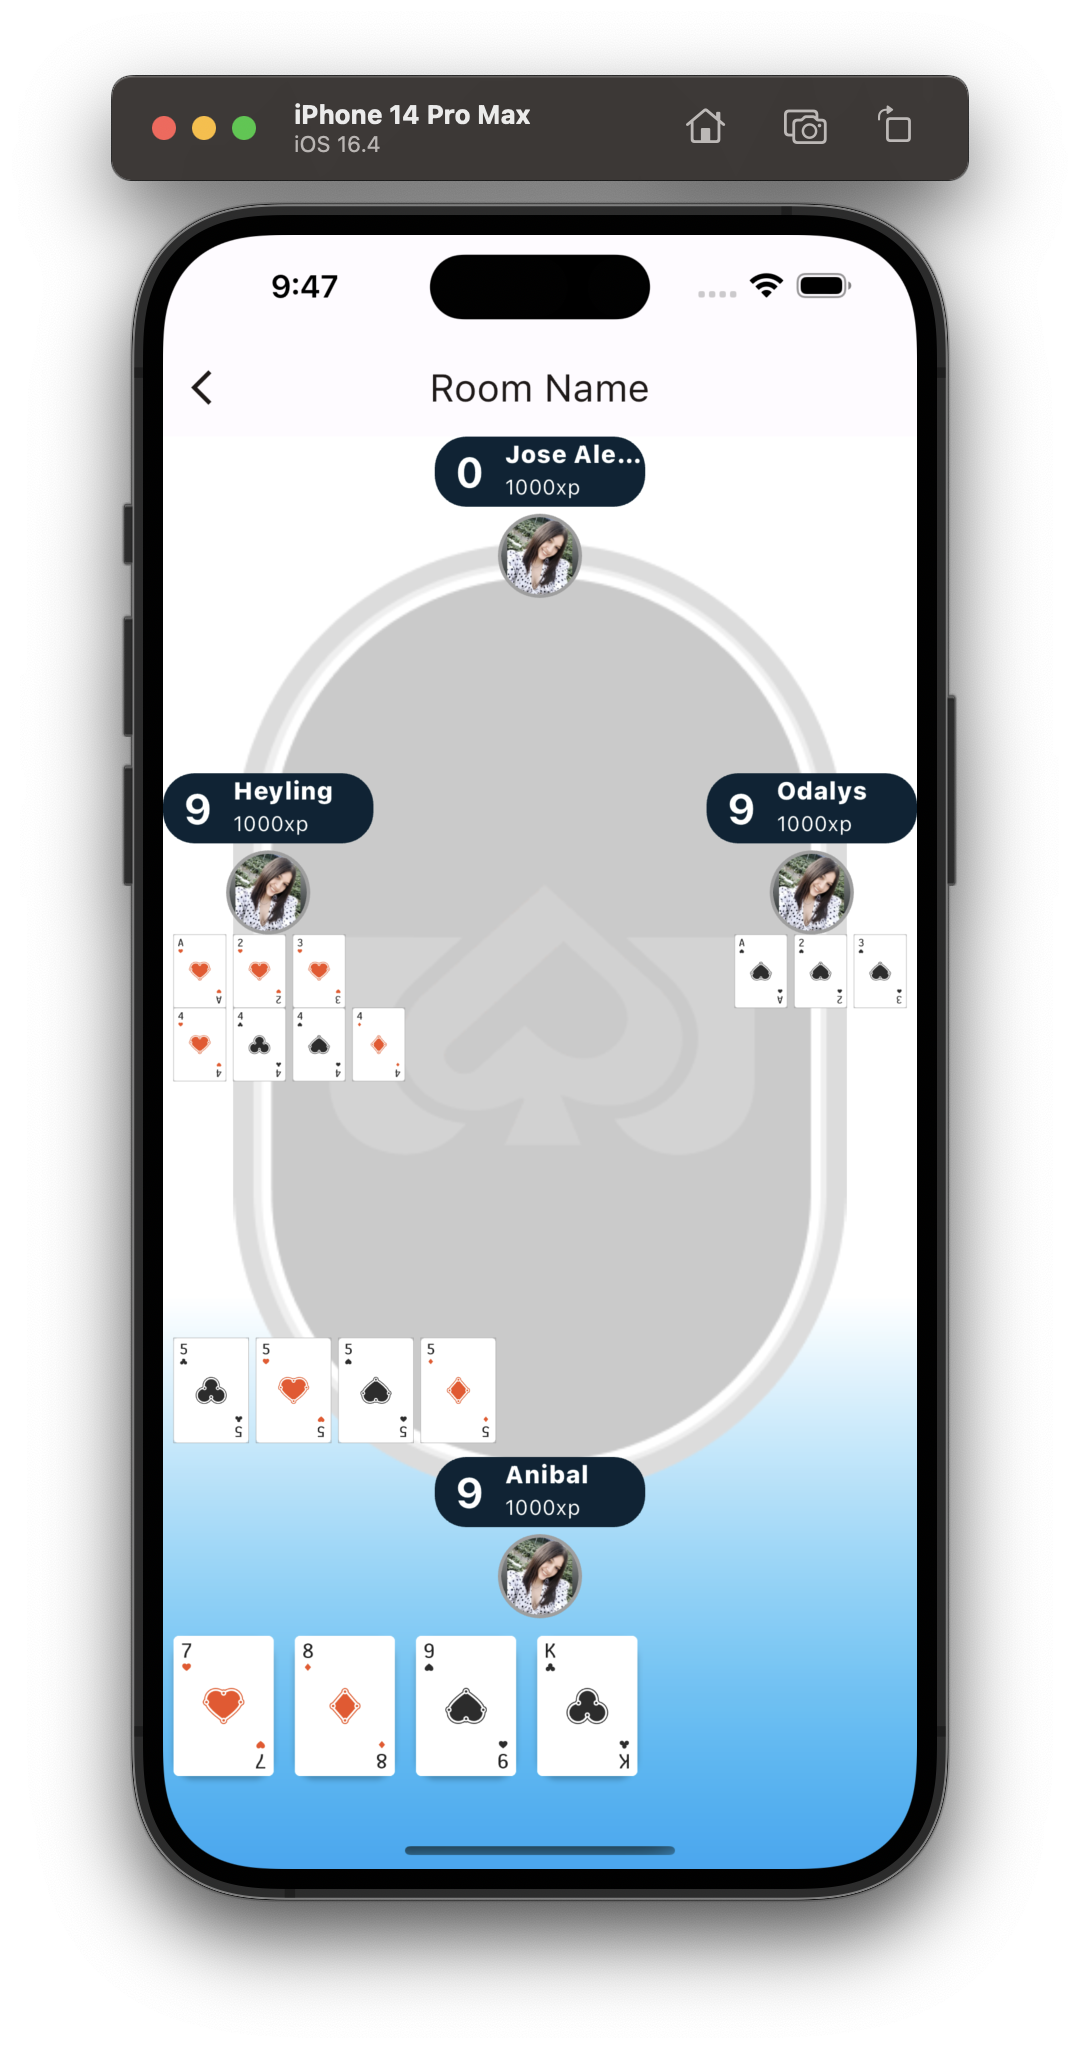 iPhone 14 Pro Max
iOS 16.4
9:47
Room Name
0 Jose Ale...
1000xp
9 Heyling
1000xp
9 Odalys
1000xp
A 2 3
A 2 3
4 4 4 4
4 4 4 4
A 2 3
A 2 3
5 5 5 5
5 5 5 5
9 Anibal
1000xp
7 8 9 K
7 8 9 K